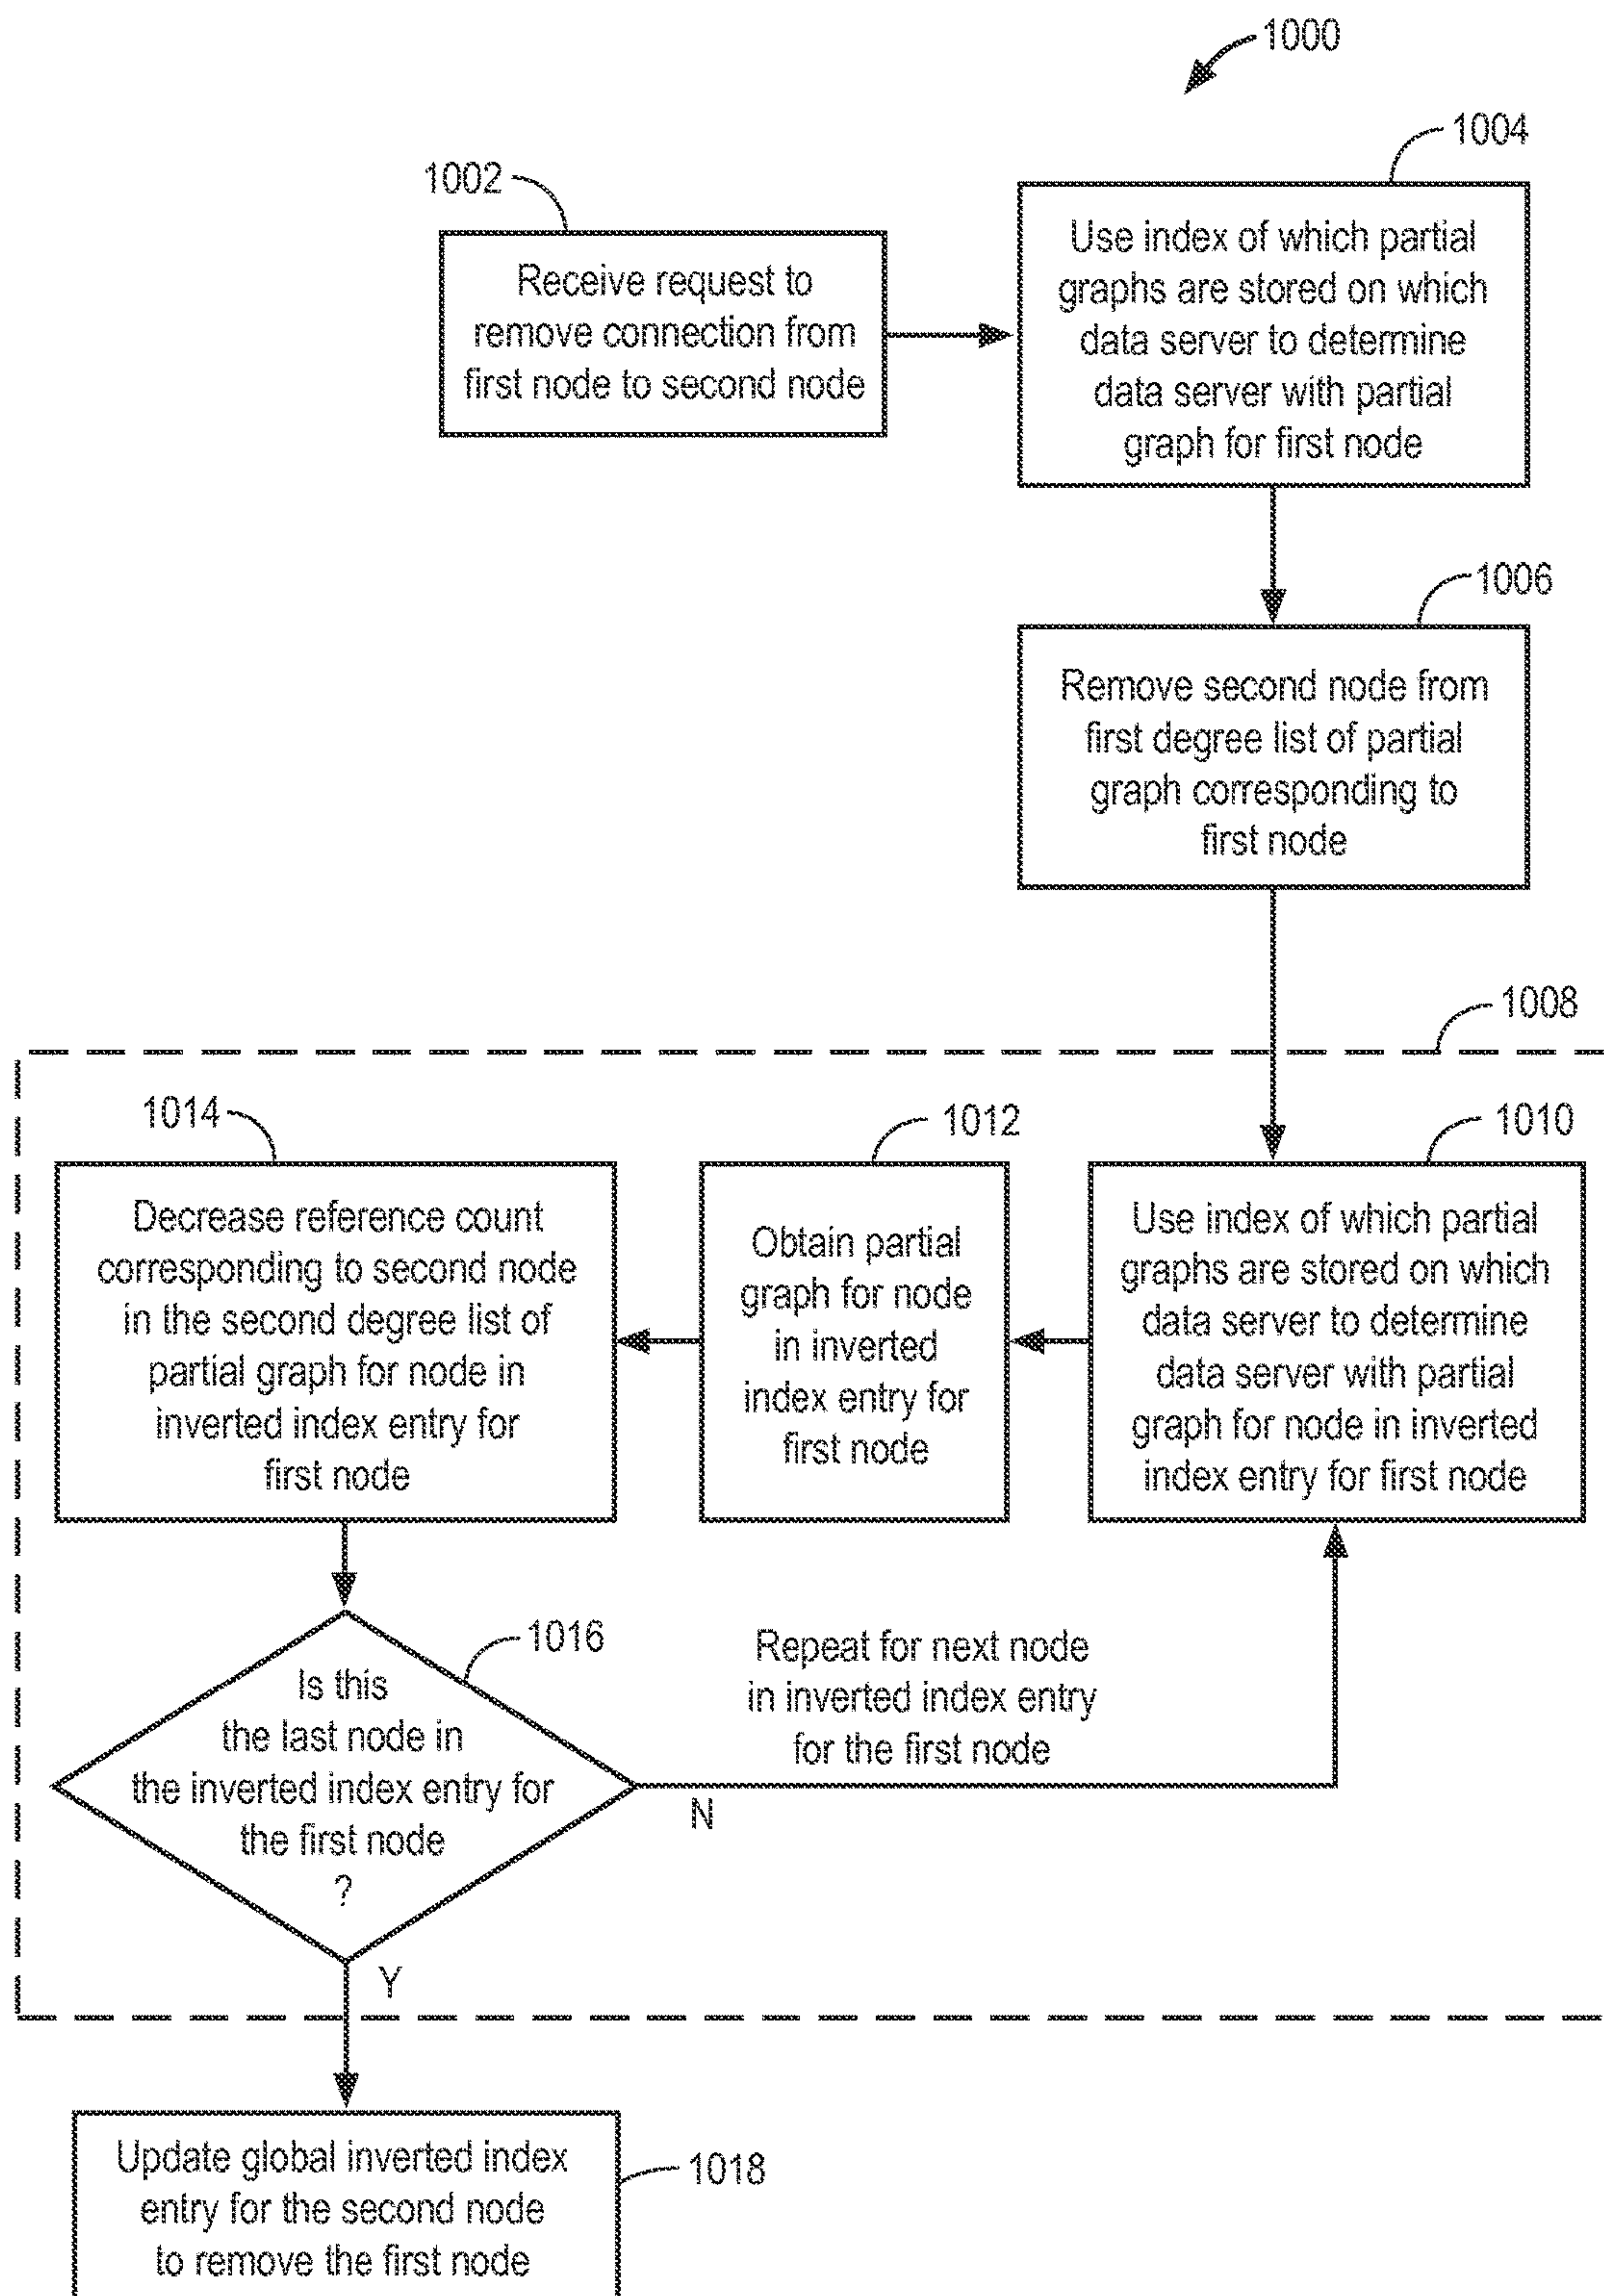 1000
1002
Receive request to
remove connection from
first node to second node
1004
Use index of which partial
graphs are stored on which
data server to determine
data server with partial
graph for first node
1006
Remove second node from
first degree list of partial
graph corresponding to
first node
1008
1010
Use index of which partial
graphs are stored on which
data server to determine
data server with partial
graph for node in inverted
index entry for first node
1012
Obtain partial
graph for node
in inverted
index entry for
first node
1014
Decrease reference count
corresponding to second node
in the second degree list of
partial graph for node in
inverted index entry for
first node
1016
Is this
the last node in
the inverted index entry for
the first node
?
N
Repeat for next node
in inverted index entry
for the first node
Y
1018
Update global inverted index
entry for the second node
to remove the first node